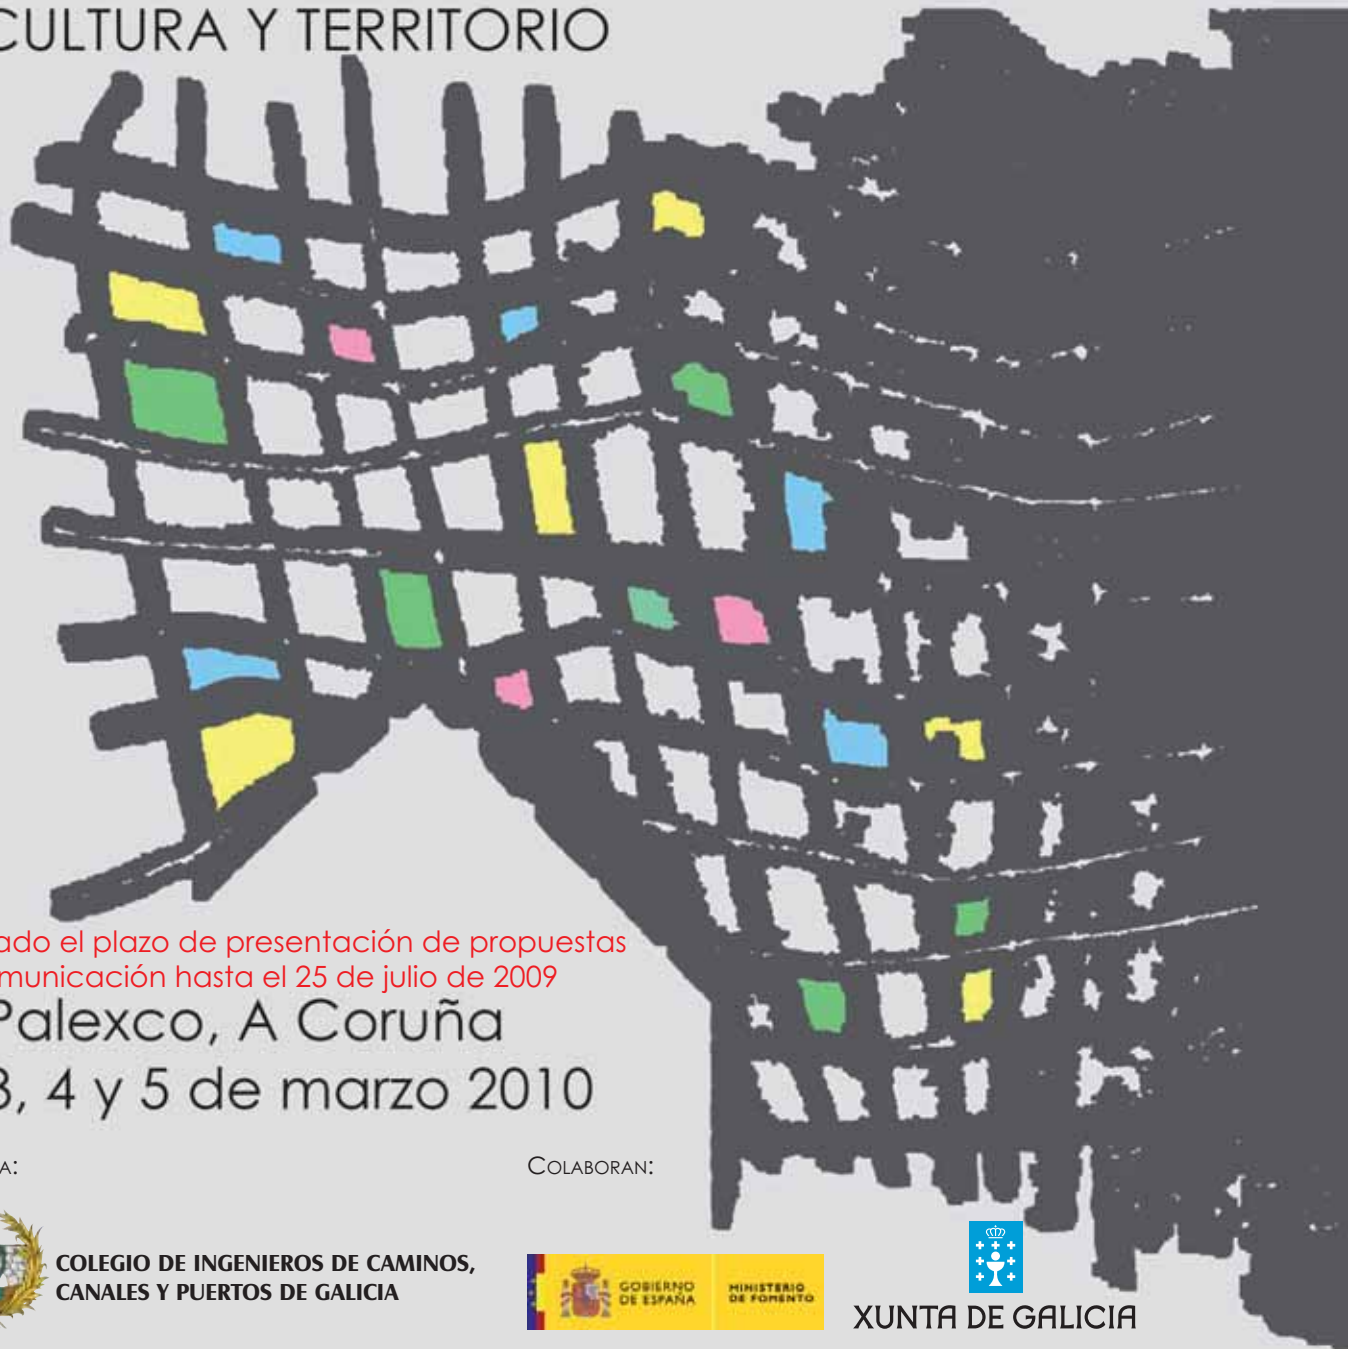 CULTURA Y TERRITORIO
ado el plazo de presentación de propuestas
municación hasta el 25 de julio de 2009
Palexco, A Coruña
3, 4 y 5 de marzo 2010
A:
COLABORAN:
COLEGIO DE INGENIEROS DE CAMINOS,
CANALES Y PUERTOS DE GALICIA
GOBIERNO
DE ESPAÑA
MINISTERIO
DE FOMENTO
XUNTA DE GALICIA